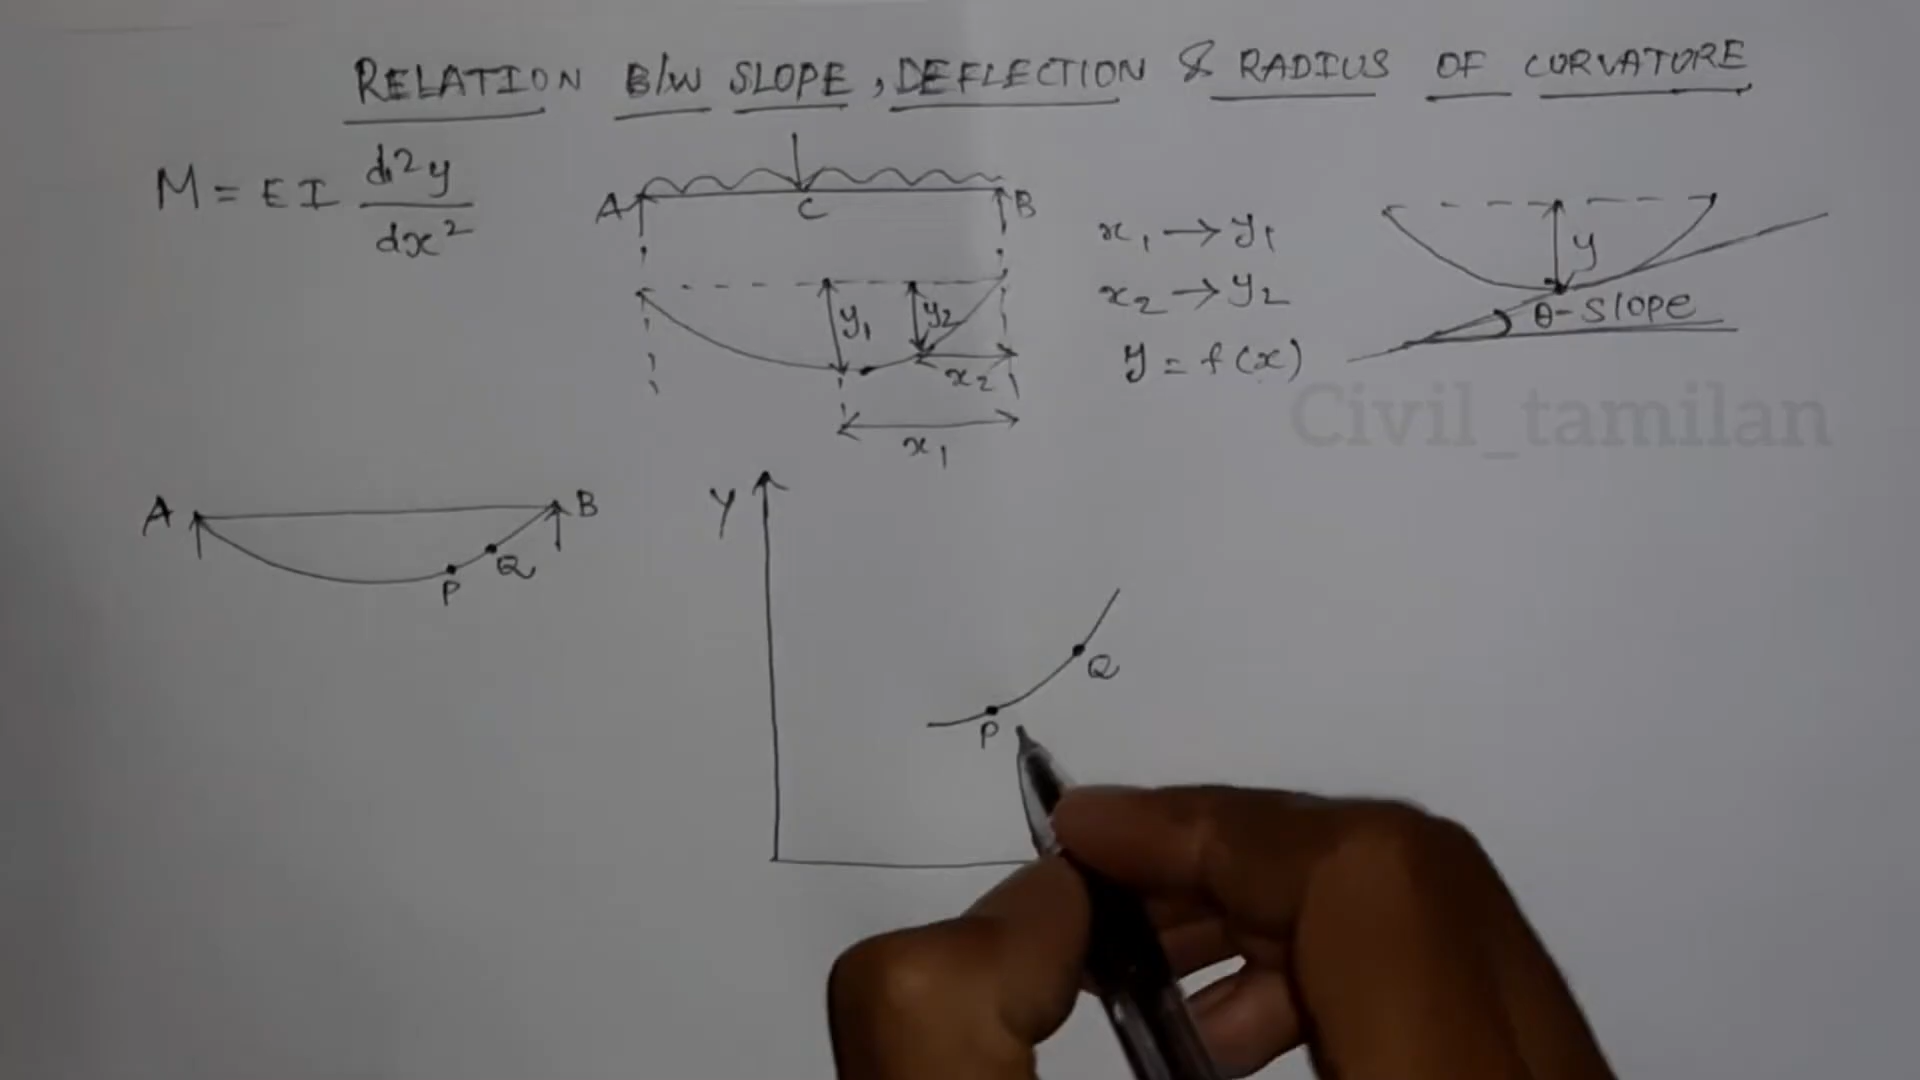 RELATION B/W SLOPE, DEFLECTION & RADIUS OF CURVATURE
M = EI d²y/dx²
A C B
y₁ y₂
x₂
x₁
x₁ → y₁
x₂ → y₂
y = f(x)
y
θ-slope
Civil_tamilan
A B
P Q
Y
Q
P